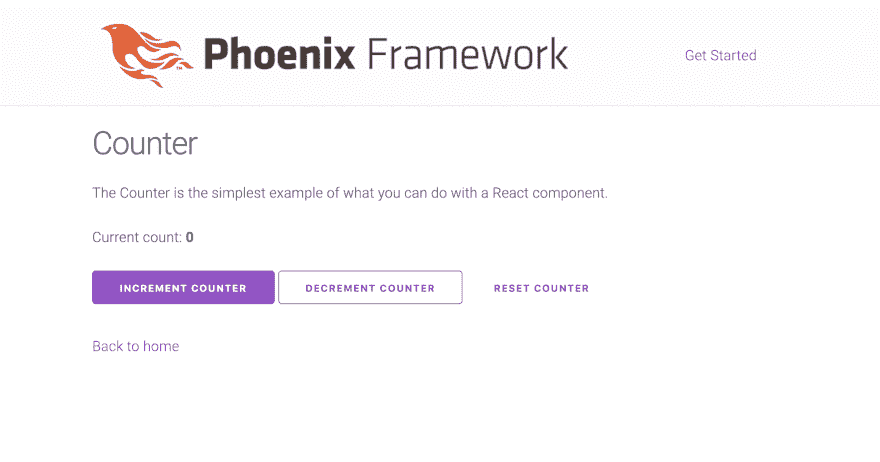 Phoenix Framework
Get Started
Counter
The Counter is the simplest example of what you can do with a React component.
Current count: 0
INCREMENT COUNTER DECREMENT COUNTER RESET COUNTER
Back to home